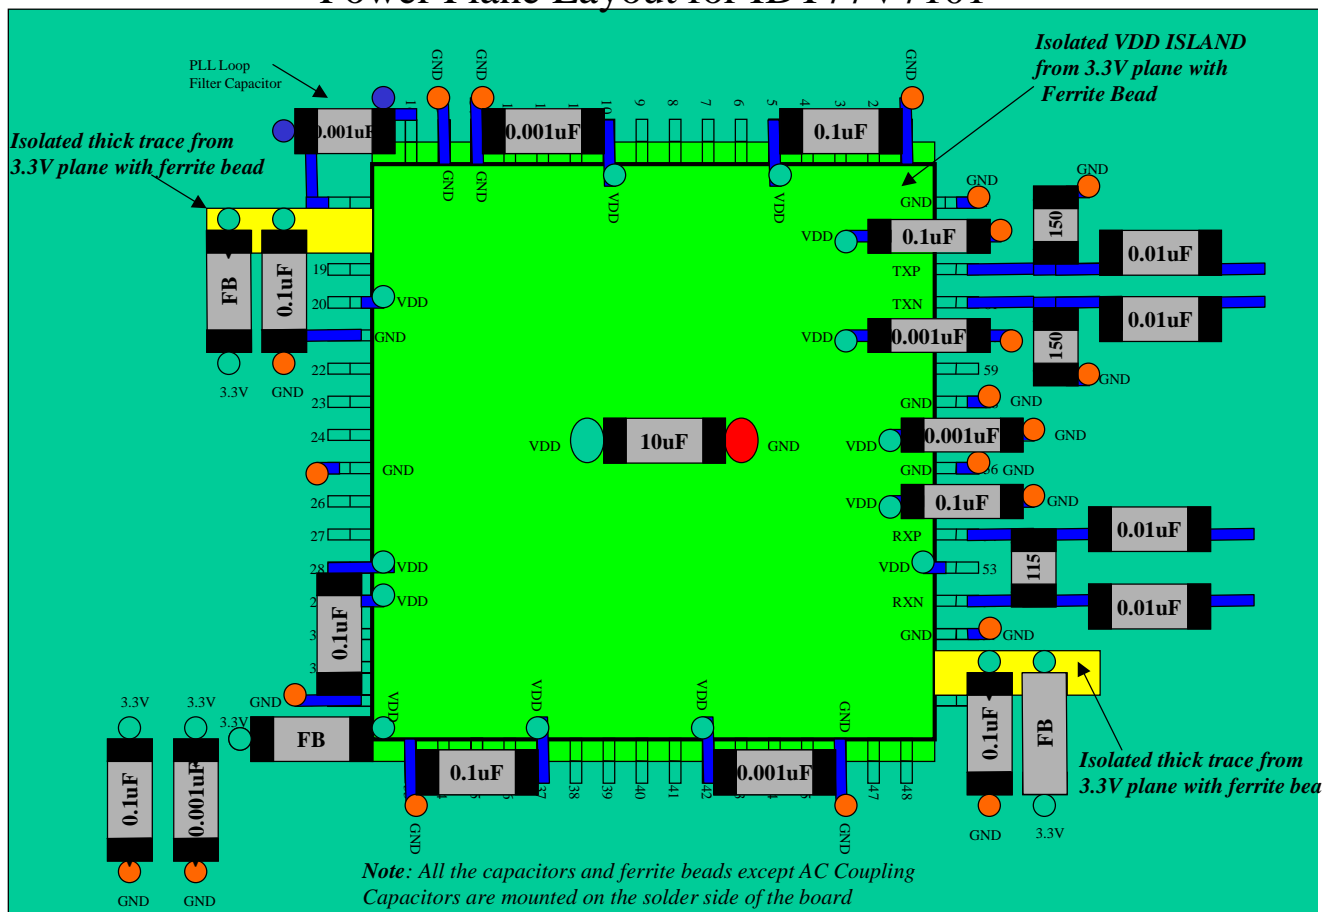 Isolated VDD ISLAND
from 3.3V plane with
Ferrite Bead
PLL Loop
Filter Capacitor
GND
GND
GND
1
1
1
1
10
9
8
7
6
5
4
3
2
0.001uF
0.001uF
0.1uF
Isolated thick trace from
3.3V plane with ferrite bead
GND
GND
VDD
VDD
GND
GND
GND
150
VDD
0.1uF
0.01uF
19
TXP
FB
0.1uF
20
VDD
TXN
0.01uF
GND
VDD
0.001uF
150
22
59
GND
3.3V
GND
23
GND
GND
24
VDD
10uF
GND
VDD
0.001uF
GND
GND
GND
56
GND
26
VDD
0.1uF
GND
27
RXP
0.01uF
28
VDD
VDD
53
115
2
VDD
RXN
0.01uF
3
0.1uF
GND
GND
3
3.3V
3.3V
GND
3.3V
VDD
VDD
VDD
GND
FB
0.1uF
FB
0.1uF
0.001uF
Isolated thick trace from
3.3V plane with ferrite bea
37
38
39
40
41
42
47
48
0.1uF
0.001uF
GND
GND
GND
3.3V
GND
GND
Note: All the capacitors and ferrite beads except AC Coupling
Capacitors are mounted on the solder side of the board